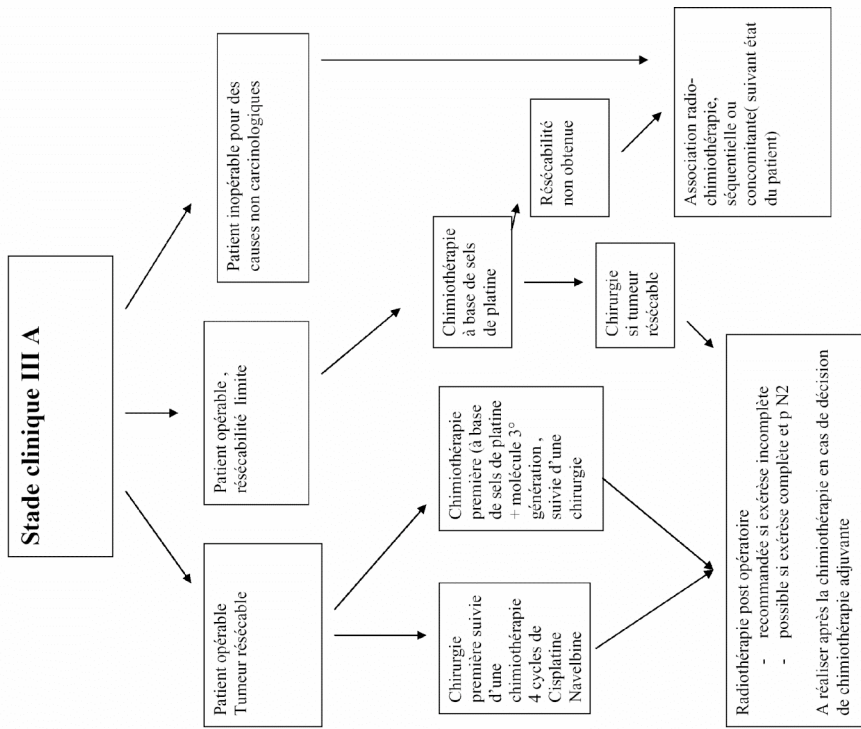 Stade clinique III A
Patient opérable
Tumeur résécable
Patient opérable ,
résécabilité limite
Patient inopérable pour des
causes non carcinologiques
Chirurgie
première suivie
d'une
chimiothérapie
4 cycles de
Cisplatine
Navelbine
Chimiothérapie
première (à base
de sels de platine
+ molécule 3°
génération ,
suivie d'une
chirurgie
Chimiothérapie
à base de sels
de platine
Résécabilité
non obtenue
Chirurgie
si tumeur
résécable
Radiothérapie post opératoire
- recommandée si exérèse incomplète
- possible si exérèse complète et p N2
A réaliser après la chimiothérapie en cas de décision
de chimiothérapie adjuvante
Association radio-
chimiothérapie,
séquentielle ou
concomitante( suivant état
du patient)